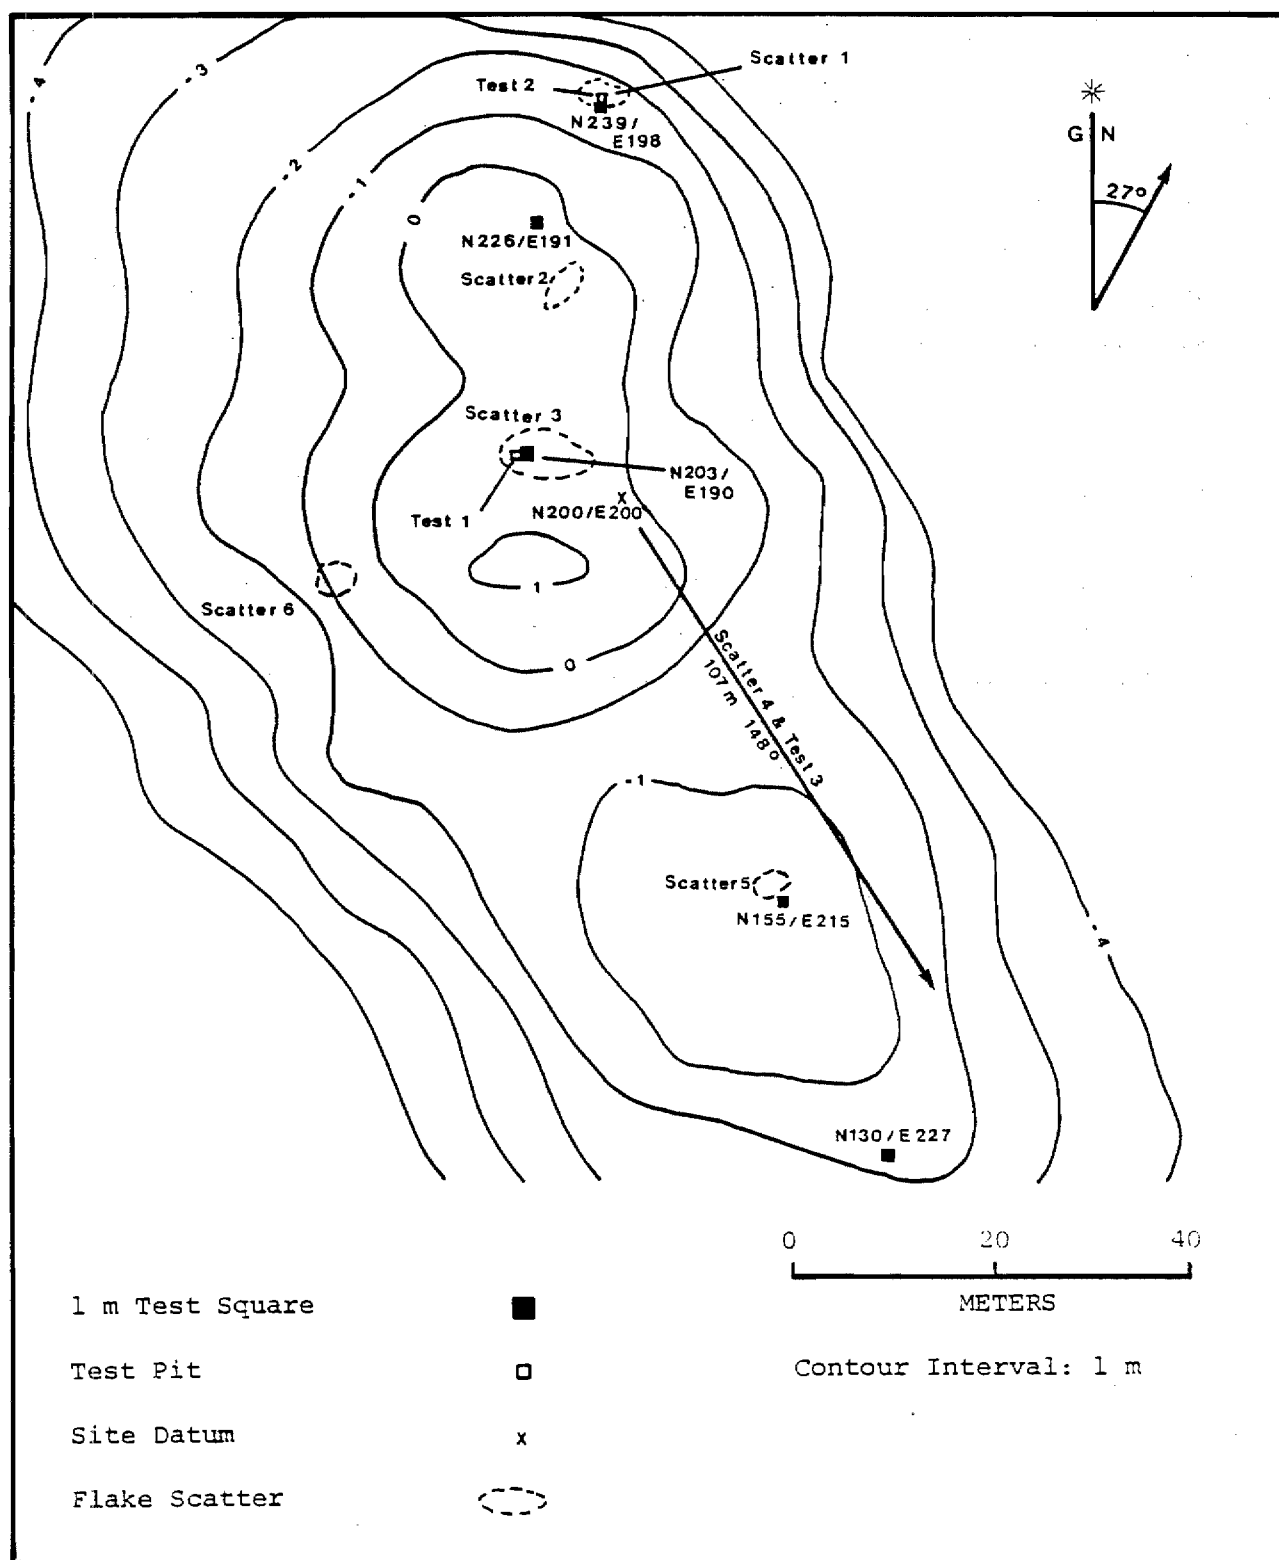 -4
-3
Scatter 1
Test 2
N239/
E198
G N
27°
-2
-1
0
N226/E191
Scatter 2
Scatter 3
N203/
E190
Test 1
N200/E200
1
Scatter 6
0
Scatter 4 & Test 3
107 m 148°
-1
Scatter 5
N155/E215
-4
N130/E227
0 20 40
METERS
1 m Test Square
Test Pit
Contour Interval: 1 m
Site Datum
x
Flake Scatter